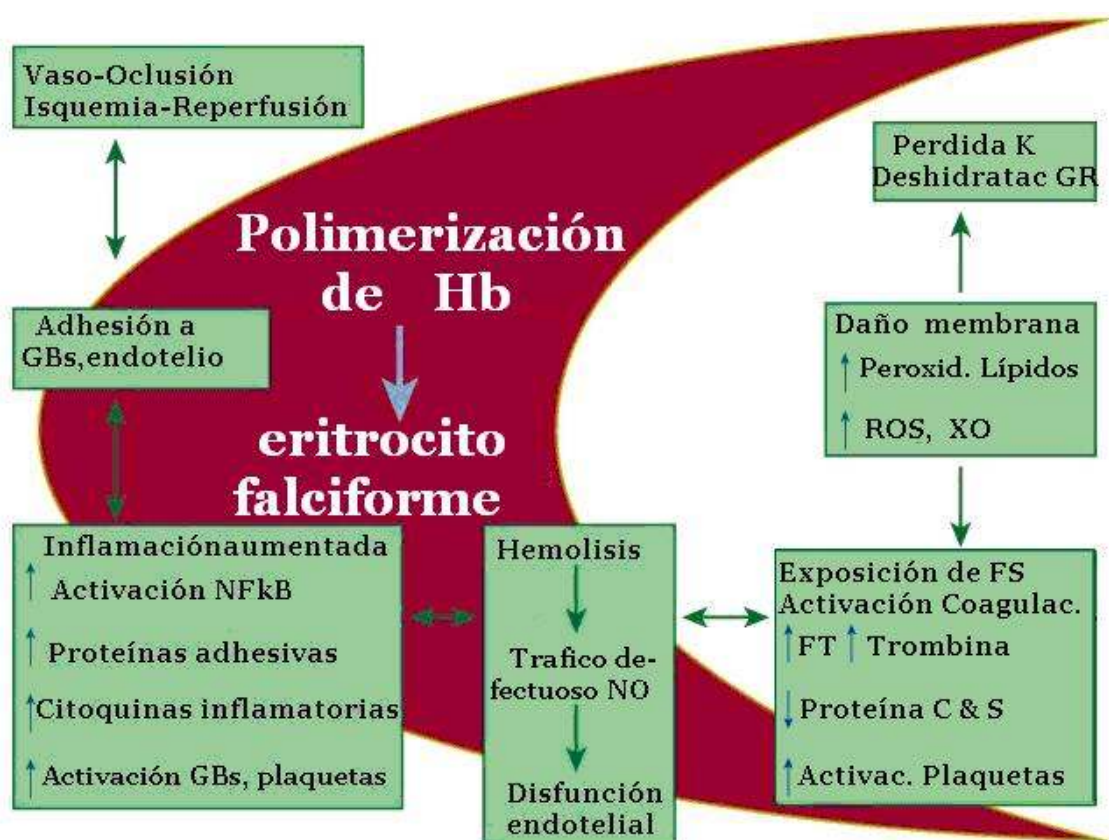 Vaso-Oclusión
Isquemia-Reperfusión
Adhesión a
GBs,endotelio
Inflamaciónaumentada
↑ Activación NFkB
↑ Proteínas adhesivas
↑ Citoquinas inflamatorias
↑ Activación GBs, plaquetas
Polimerización
de Hb
eritrocito
falciforme
Hemolisis
Trafico de-
fectuoso NO
Disfunción
endotelial
Perdida K
Deshidratac GR
Daño membrana
↑ Peroxid. Lípidos
↑ ROS, XO
Exposición de FS
Activación Coagulac.
↑ FT ↑ Trombina
↓ Proteína C & S
↑ Activac. Plaquetas